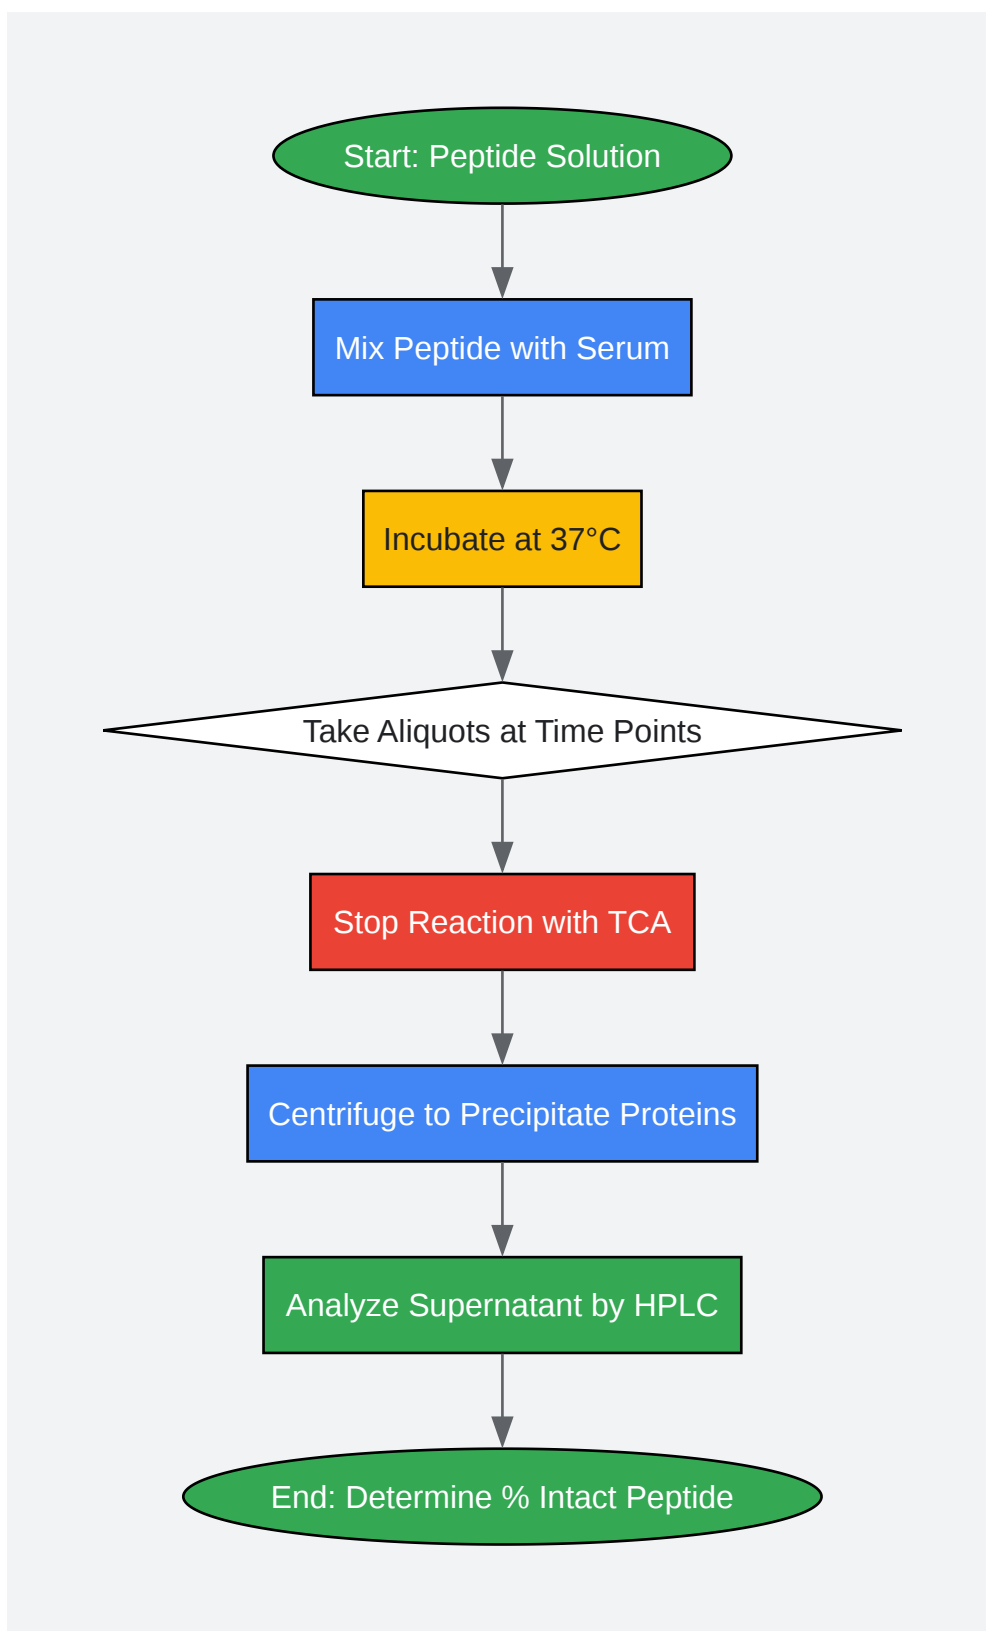 Start: Peptide Solution
Mix Peptide with Serum
Incubate at 37°C
Take Aliquots at Time Points
Stop Reaction with TCA
Centrifuge to Precipitate Proteins
Analyze Supernatant by HPLC
End: Determine % Intact Peptide